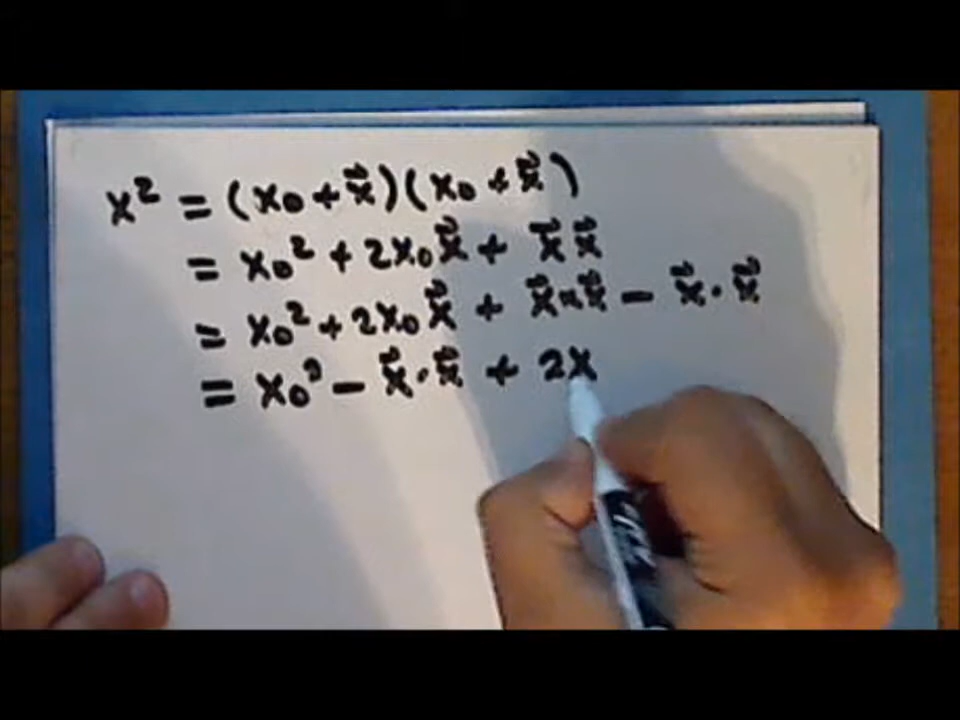 x² = (x₀ + x⃗)(x₀ + x⃗)
= x₀² + 2x₀x⃗ + x⃗ x⃗
= x₀² + 2x₀x⃗ + x⃗ × x⃗ − x⃗ · x⃗
= x₀² − x⃗ · x⃗ + 2x